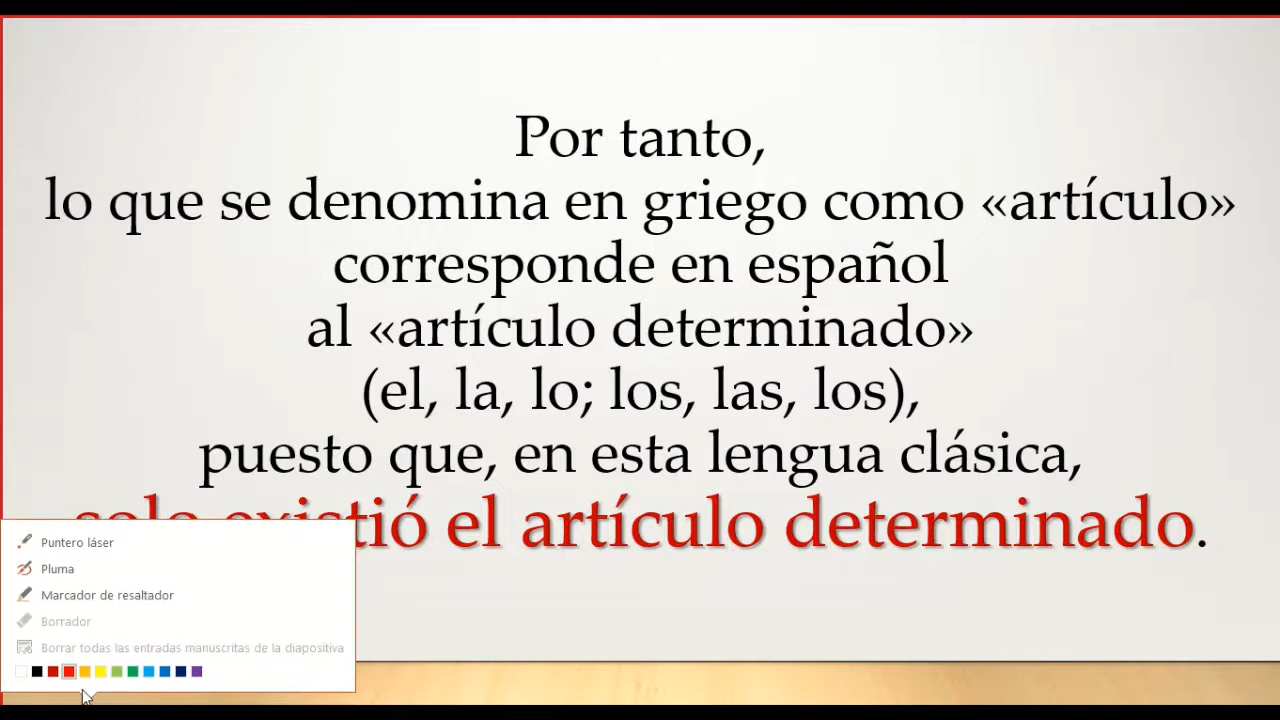 Por tanto,
lo que se denomina en griego como «artículo»
corresponde en español
al «artículo determinado»
(el, la, lo; los, las, los),
puesto que, en esta lengua clásica,
solo existió el artículo determinado.
Puntero láser
Pluma
Marcador de resaltador
Borrador
Borrar todas las entradas manuscritas de la diapositiva